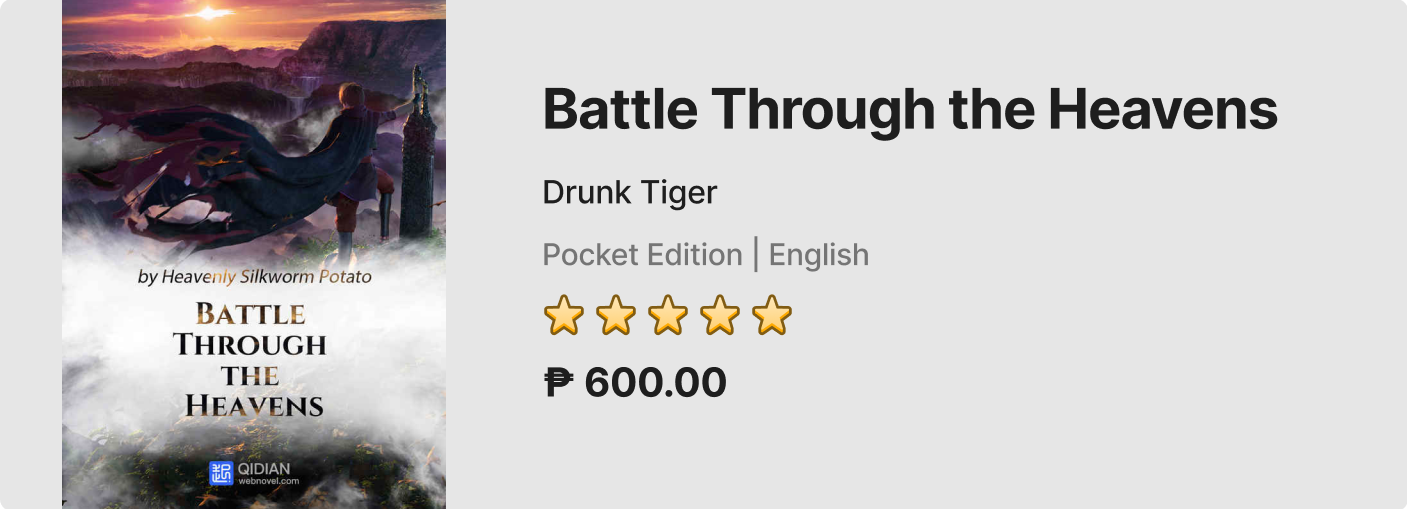 by Heavenly Silkworm Potato
BATTLE
THROUGH
THE
HEAVENS
QIDIAN
webnovel.com
Battle Through the Heavens
Drunk Tiger
Pocket Edition | English
₱ 600.00